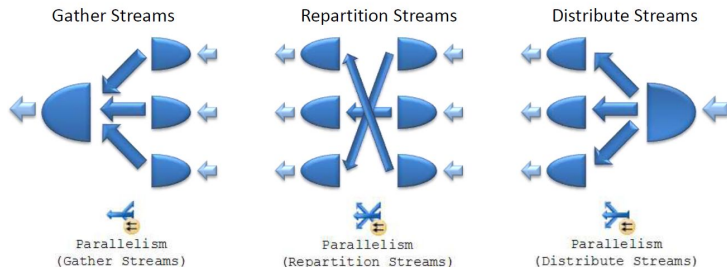 Gather Streams
Repartition Streams
Distribute Streams
Parallelism
(Gather Streams)
Parallelism
(Repartition Streams)
Parallelism
(Distribute Streams)